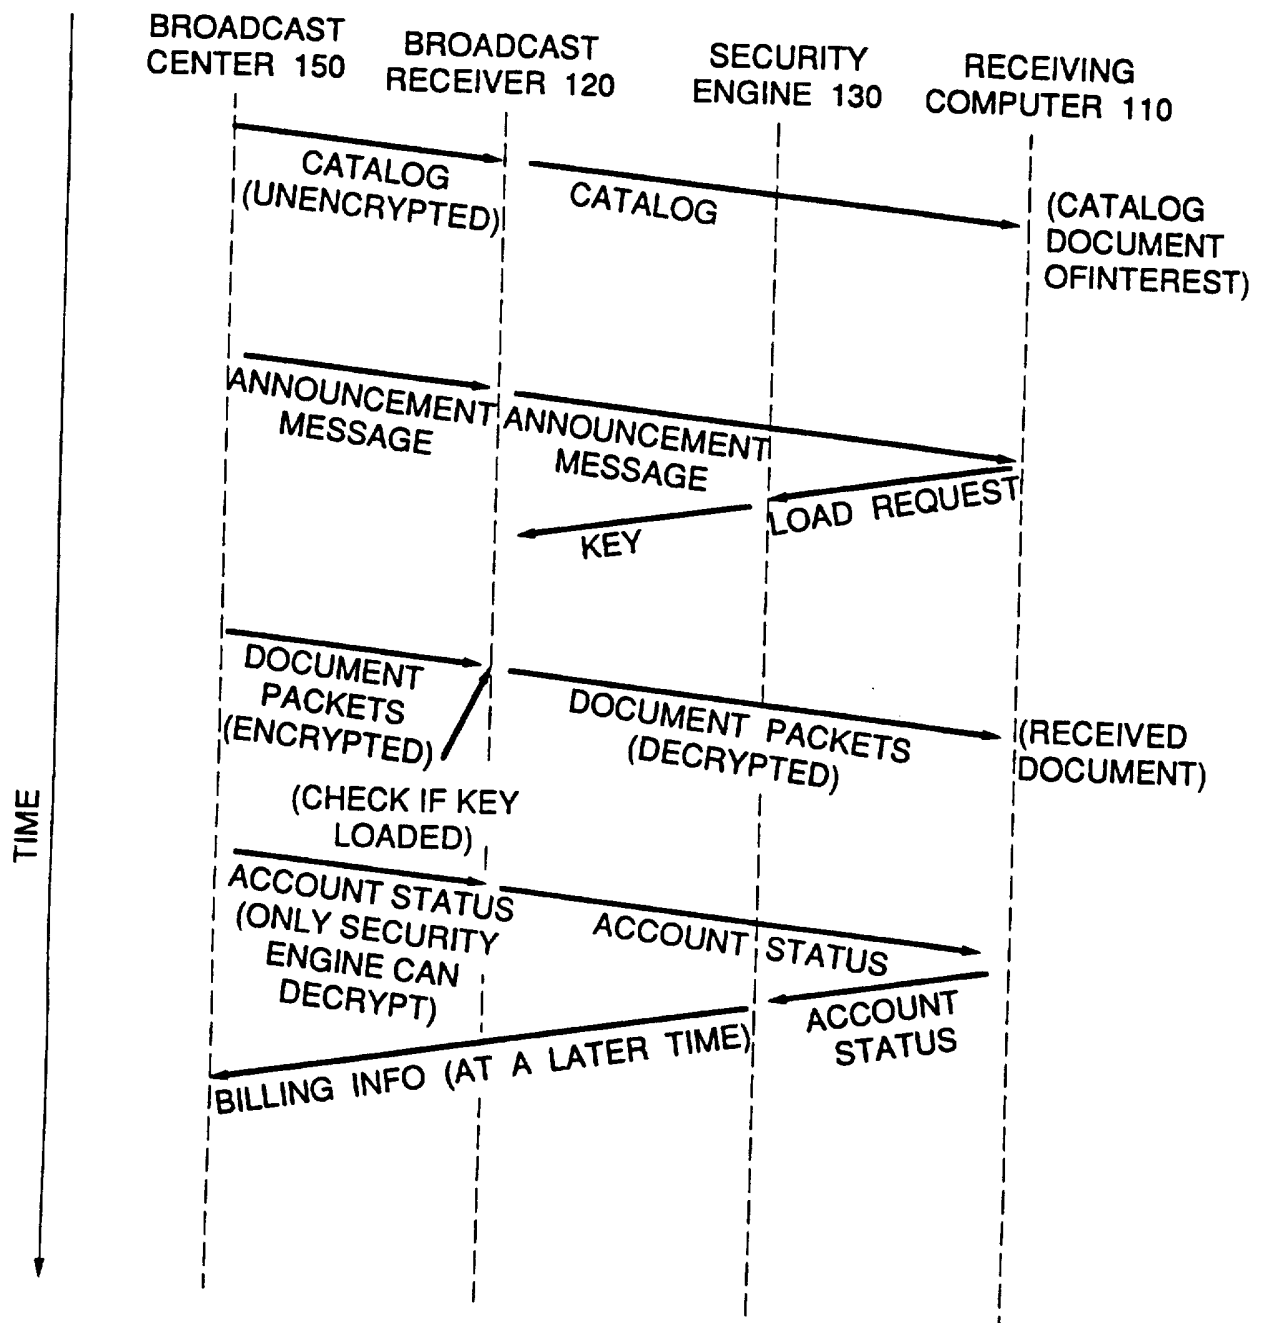 BROADCAST
CENTER 150
BROADCAST
RECEIVER 120
SECURITY
ENGINE 130
RECEIVING
COMPUTER 110
CATALOG
(UNENCRYPTED)
CATALOG
(CATALOG
DOCUMENT
OFINTEREST)
ANNOUNCEMENT
MESSAGE
ANNOUNCEMENT
MESSAGE
LOAD REQUEST
KEY
DOCUMENT
PACKETS
(ENCRYPTED)
DOCUMENT PACKETS
(DECRYPTED)
(RECEIVED
DOCUMENT)
(CHECK IF KEY
LOADED)
TIME
ACCOUNT STATUS
(ONLY SECURITY
ENGINE CAN
DECRYPT)
ACCOUNT STATUS
ACCOUNT
STATUS
BILLING INFO (AT A LATER TIME)